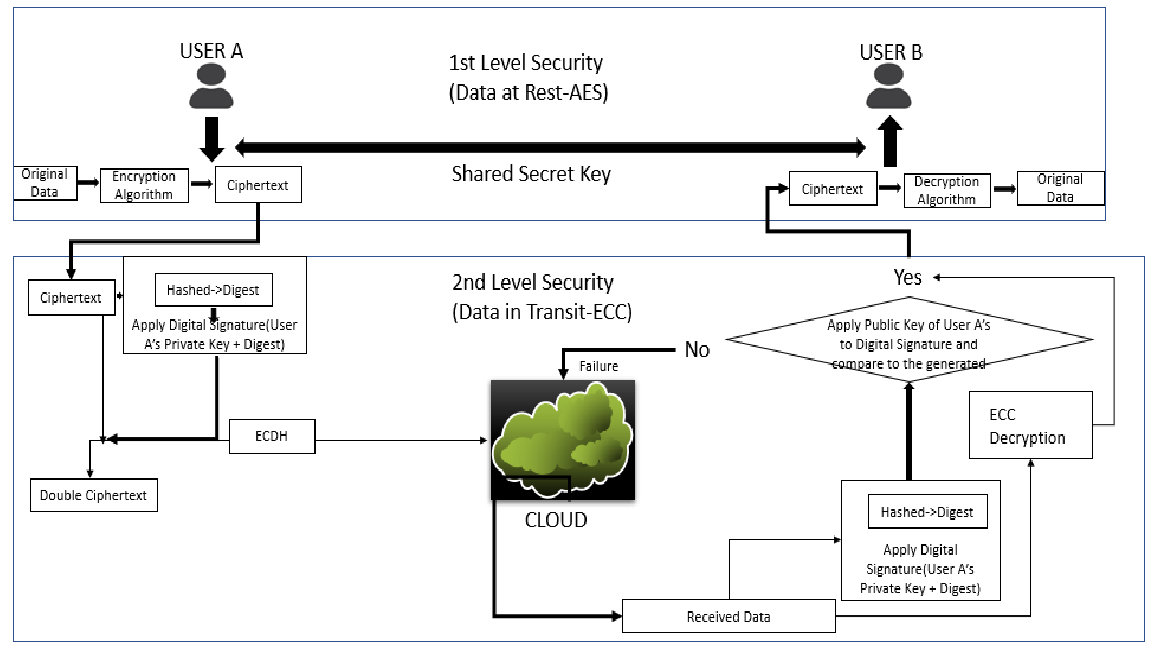 USER A
USER B
1st Level Security
(Data at Rest-AES)
Shared Secret Key
Original
Data
Encryption
Algorithm
Ciphertext
Ciphertext
Decryption
Algorithm
Original
Data
Ciphertext
Hashed->Digest
Apply Digital Signature(User
A's Private Key + Digest)
2nd Level Security
(Data in Transit-ECC)
Yes
Apply Public Key of User A's
to Digital Signature and
compare to the generated
No
Failure
ECDH
Double Ciphertext
CLOUD
ECC
Decryption
Hashed->Digest
Apply Digital
Signature(User A's
Private Key + Digest)
Received Data